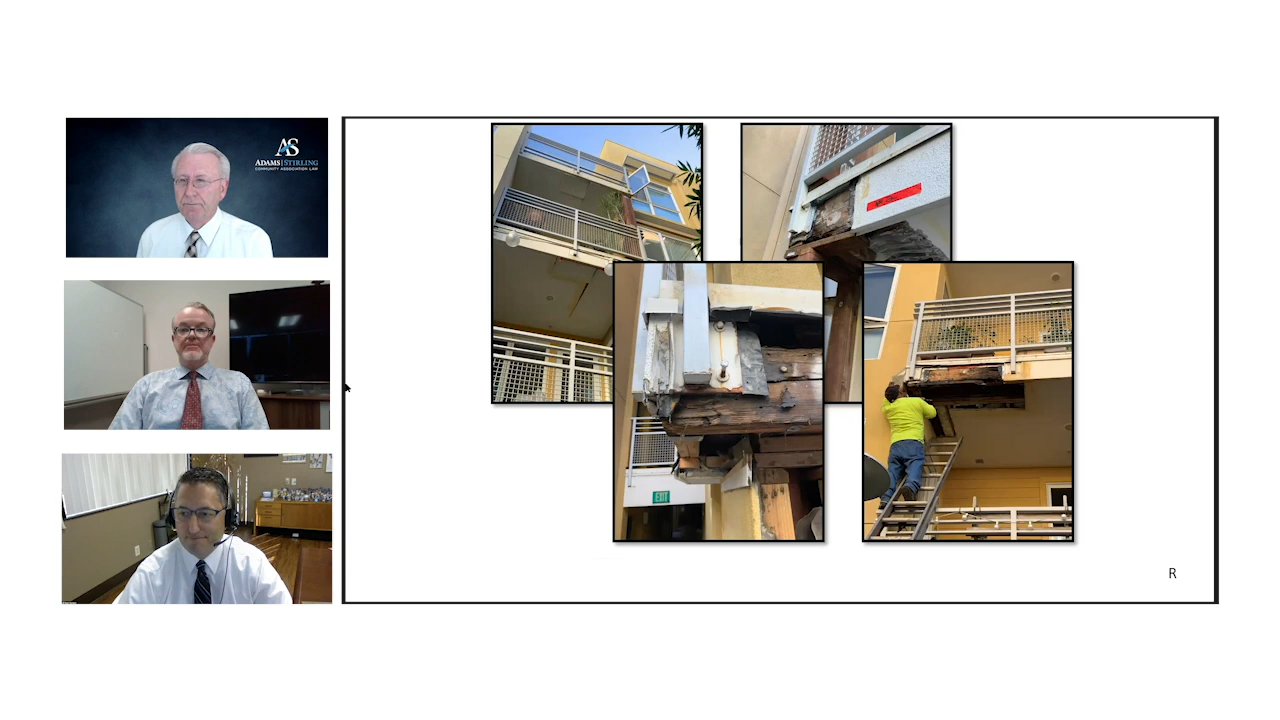 AS
ADAMS|STIRLING
COMMUNITY ASSOCIATION LAW
EXIT
R